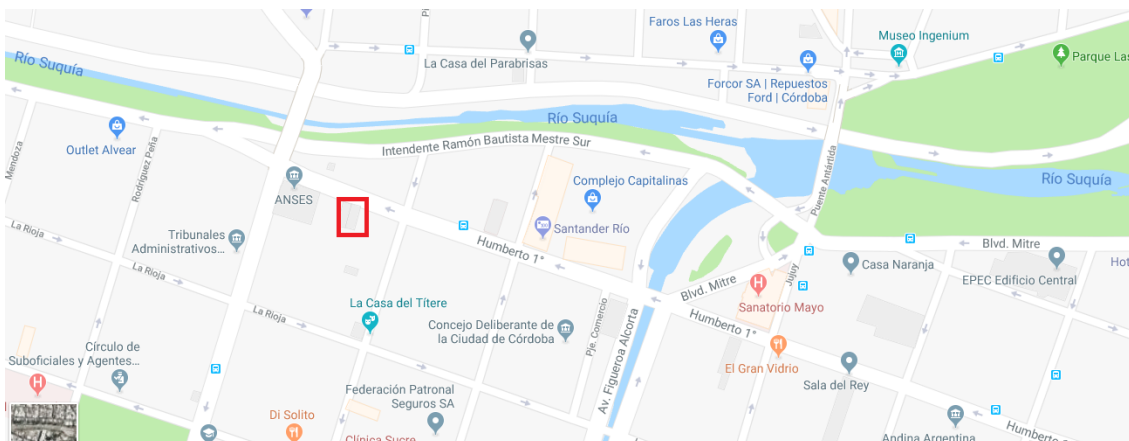 Faros Las Heras
Museo Ingenium
La Casa del Parabrisas
Parque Las
Río Suquía
Forcor SA | Repuestos
Ford | Córdoba
Río Suquía
Outlet Alvear
Intendente Ramón Bautista Mestre Sur
Mendoza
Rodriguez Peña
Puente Antártida
Río Suquía
Complejo Capitalinas
ANSES
La Rioja
Tribunales
Administrativos...
Santander Río
Humberto 1°
Blvd. Mitre
Casa Naranja
Hot
EPEC Edificio Central
La Rioja
Jujuy
Blvd. Mitre
La Casa del Títere
Sanatorio Mayo
La Rioja
Concejo Deliberante de
la Ciudad de Córdoba
Pje. Comercio
Humberto 1°
Av. Figueroa Alcorta
Círculo de
Suboficiales y Agentes...
H
H
El Gran Vidrio
Sala del Rey
Federación Patronal
Seguros SA
Di Solito
Clínica Sucre
Humberto
Andina Argentina